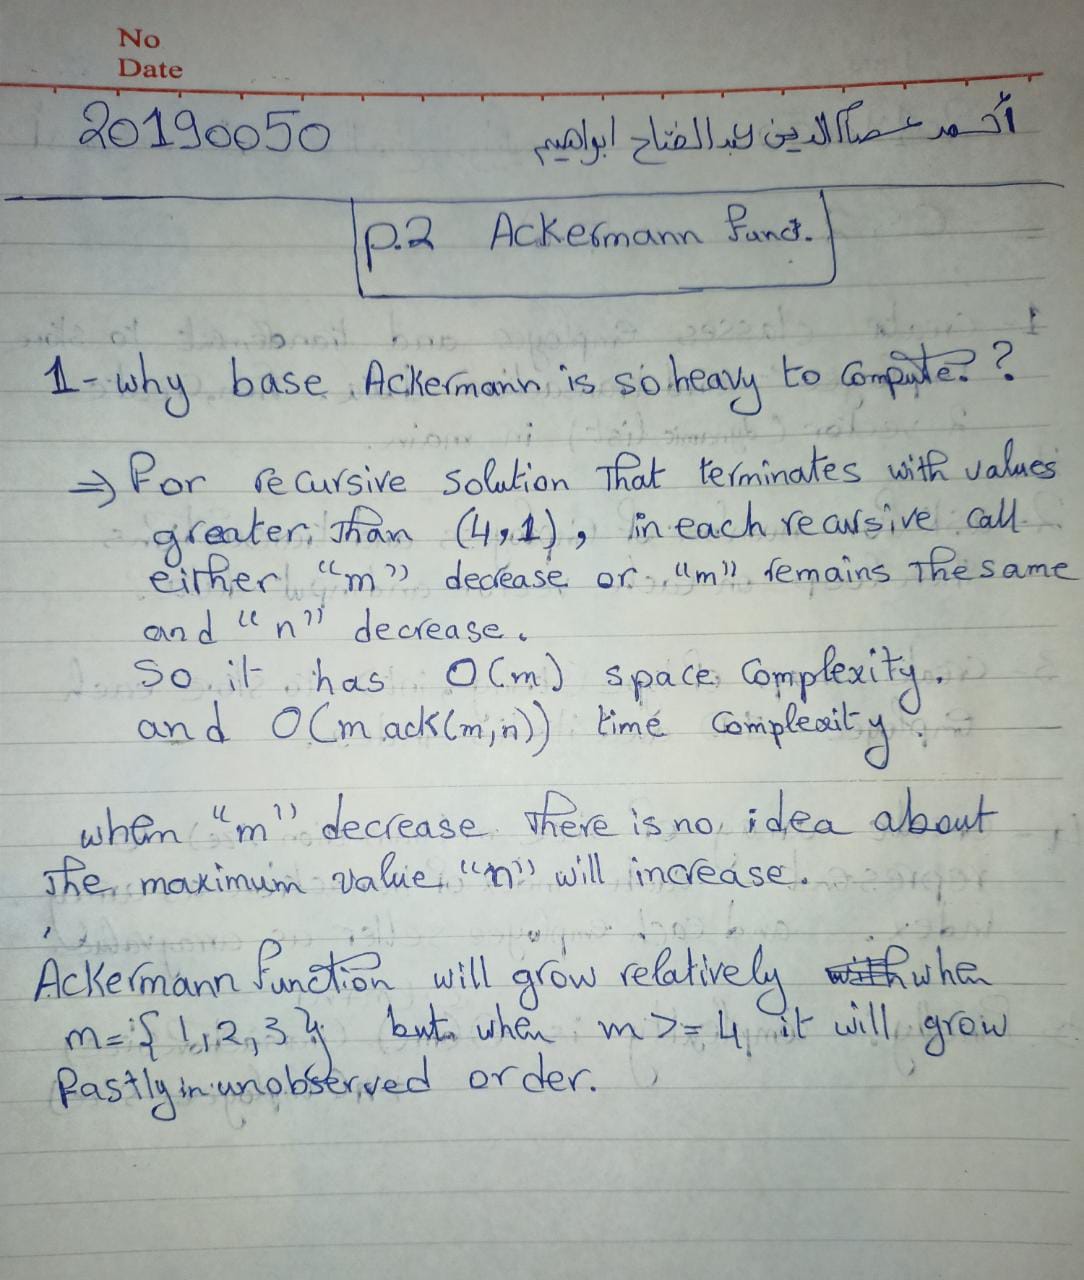 No
Date
20190050 أحمد عصام الدين عبدالفتاح ابراهيم
p.2 Ackermann funct.
1- why base Ackermann is so heavy to Compute??
⇒ For recursive solution that terminates with values
greater than (4,1), in each recursive call
either "m" decrease or "m" remains the same
and "n" decrease.
So it has O(m) space Complexity.
and O(m ack(m,n)) time Complexity.
when "m" decrease there is no idea about
the maximum value "n" will increase.
Ackermann function will grow relatively with when
m={1,2,3} but when m >= 4 it will grow
fastly in unobserved order.